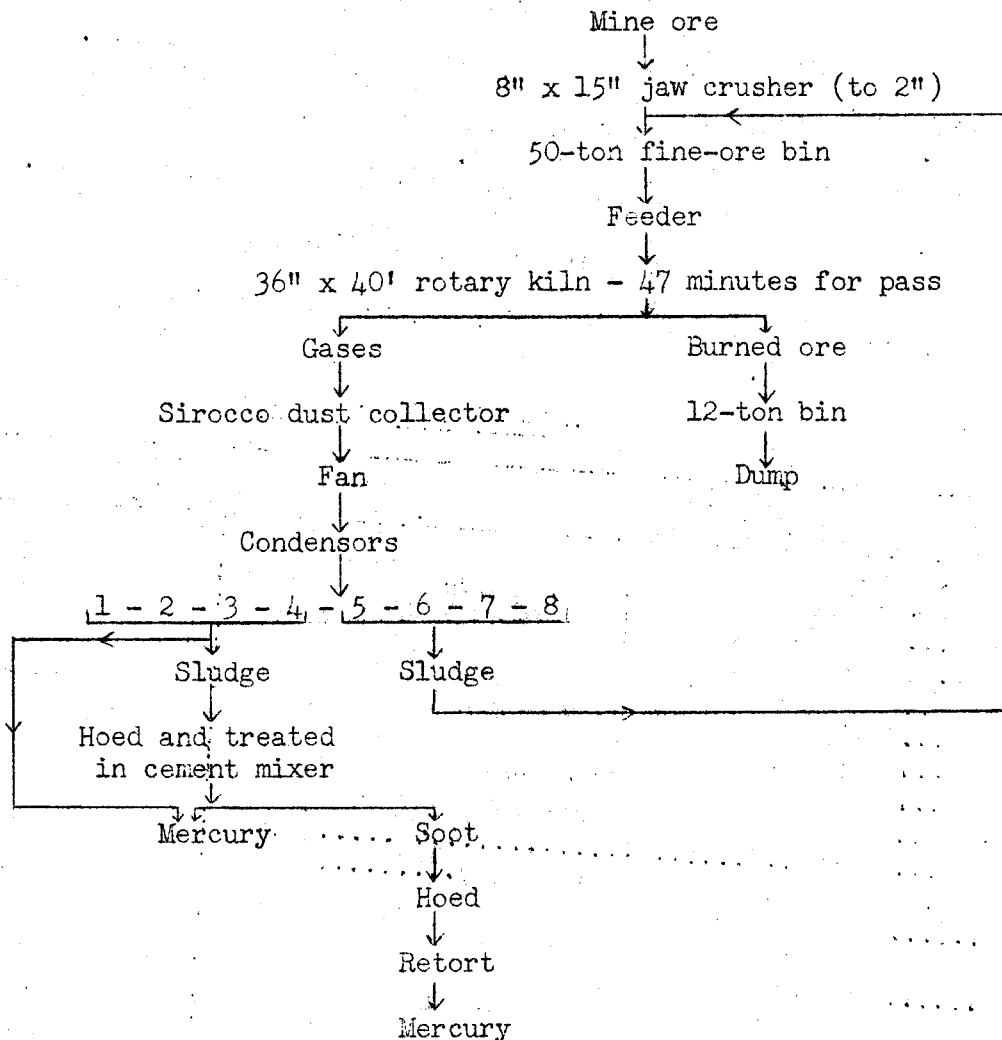 Mine ore
8" x 15" jaw crusher (to 2")
50-ton fine-ore bin
Feeder
36" x 40' rotary kiln - 47 minutes for pass
Gases Burned ore
Sirocco dust collector 12-ton bin
Fan Dump
Condensors
1 - 2 - 3 - 4 - 5 - 6 - 7 - 8
Sludge Sludge
Hoed and treated
in cement mixer
Mercury Soot
Hoed
Retort
Mercury